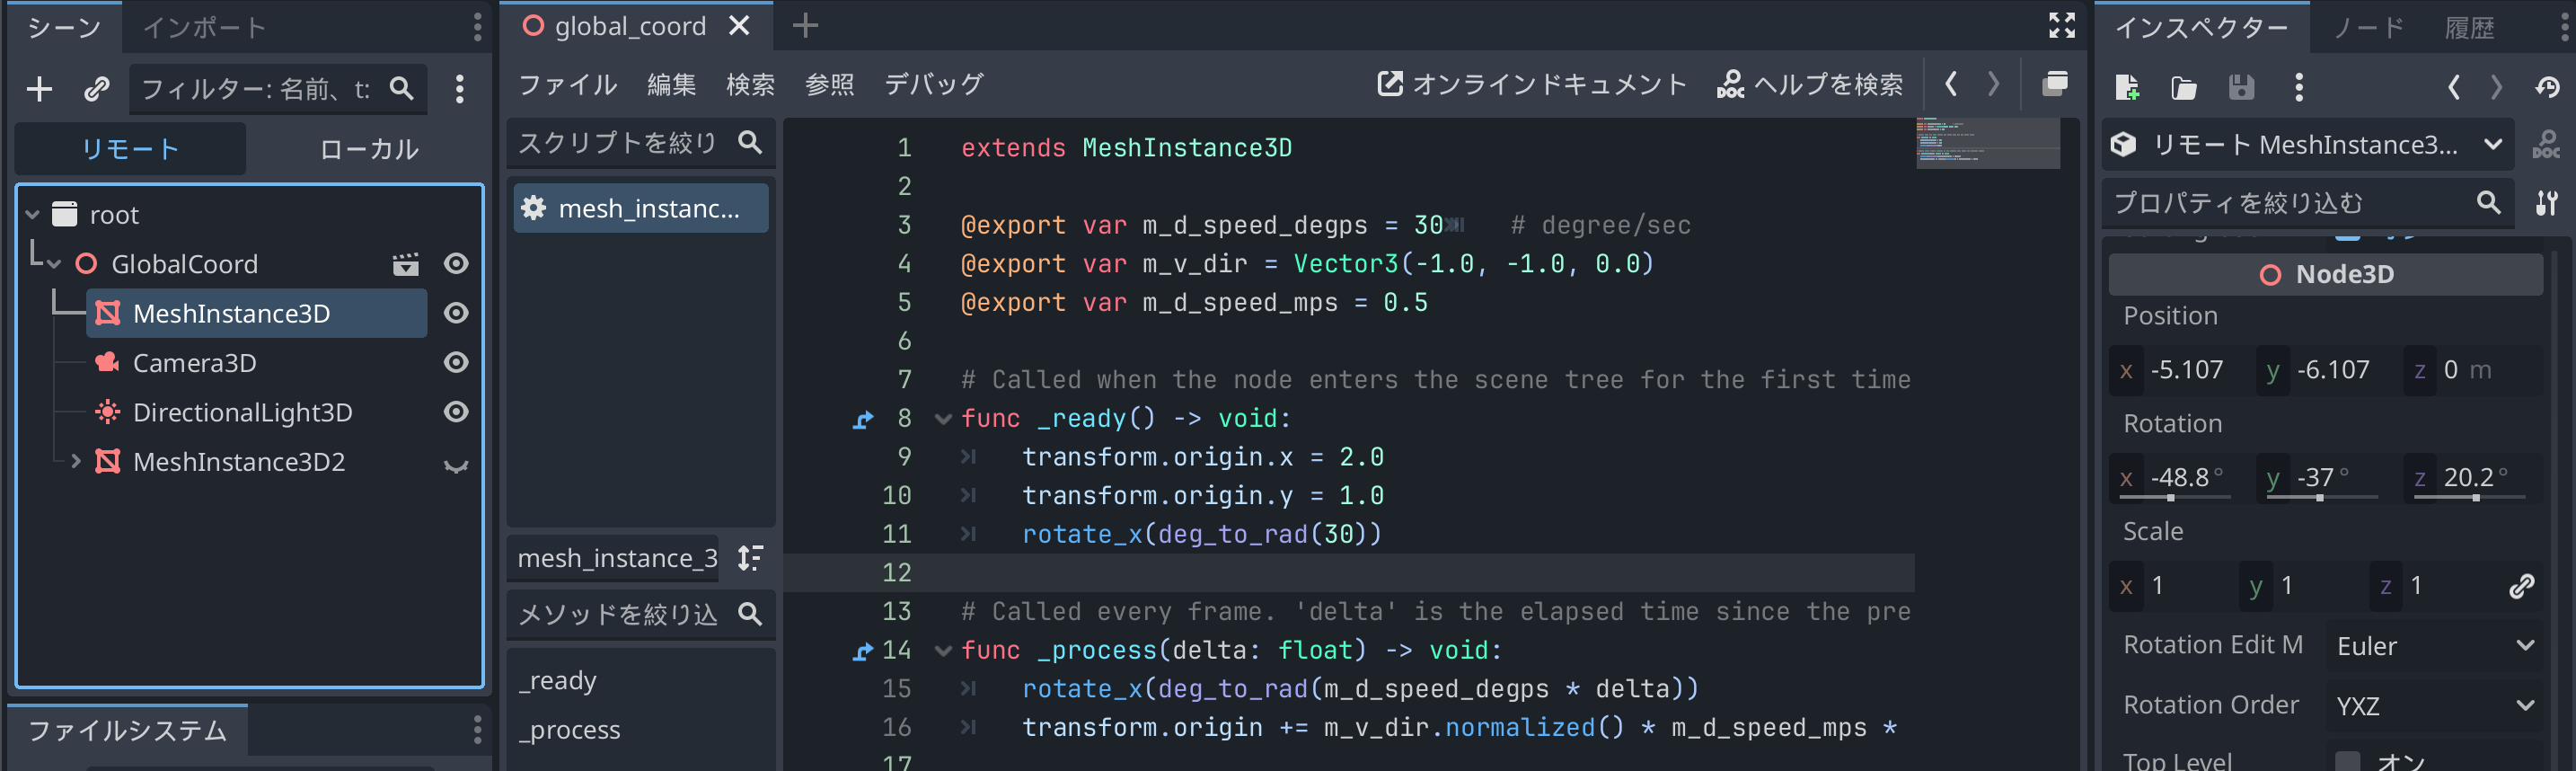 シーン
インポート
フィルター: 名前、t:
リモート
ローカル
root
GlobalCoord
MeshInstance3D
Camera3D
DirectionalLight3D
MeshInstance3D2
ファイルシステム
global_coord
ファイル 編集 検索 参照 デバッグ
オンラインドキュメント
DOC ヘルプを検索
スクリプトを絞り
mesh_instanc...
mesh_instance_3
メソッドを絞り込
_ready
_process
1 extends MeshInstance3D
2
3 @export var m_d_speed_degps = 30 # degree/sec
4 @export var m_v_dir = Vector3(-1.0, -1.0, 0.0)
5 @export var m_d_speed_mps = 0.5
6
7 # Called when the node enters the scene tree for the first time
8 func _ready() -> void:
9 transform.origin.x = 2.0
10 transform.origin.y = 1.0
11 rotate_x(deg_to_rad(30))
12
13 # Called every frame. 'delta' is the elapsed time since the pre
14 func _process(delta: float) -> void:
15 rotate_x(deg_to_rad(m_d_speed_degps * delta))
16 transform.origin += m_v_dir.normalized() * m_d_speed_mps *
17
インスペクター
ノード
履歴
リモート MeshInstance3...
DOC
プロパティを絞り込む
Node3D
Position
x -5.107 y -6.107 z 0 m
Rotation
x -48.8 ° y -37 ° z 20.2 °
Scale
x 1 y 1 z 1
Rotation Edit M Euler
Rotation Order YXZ
Top Level オン